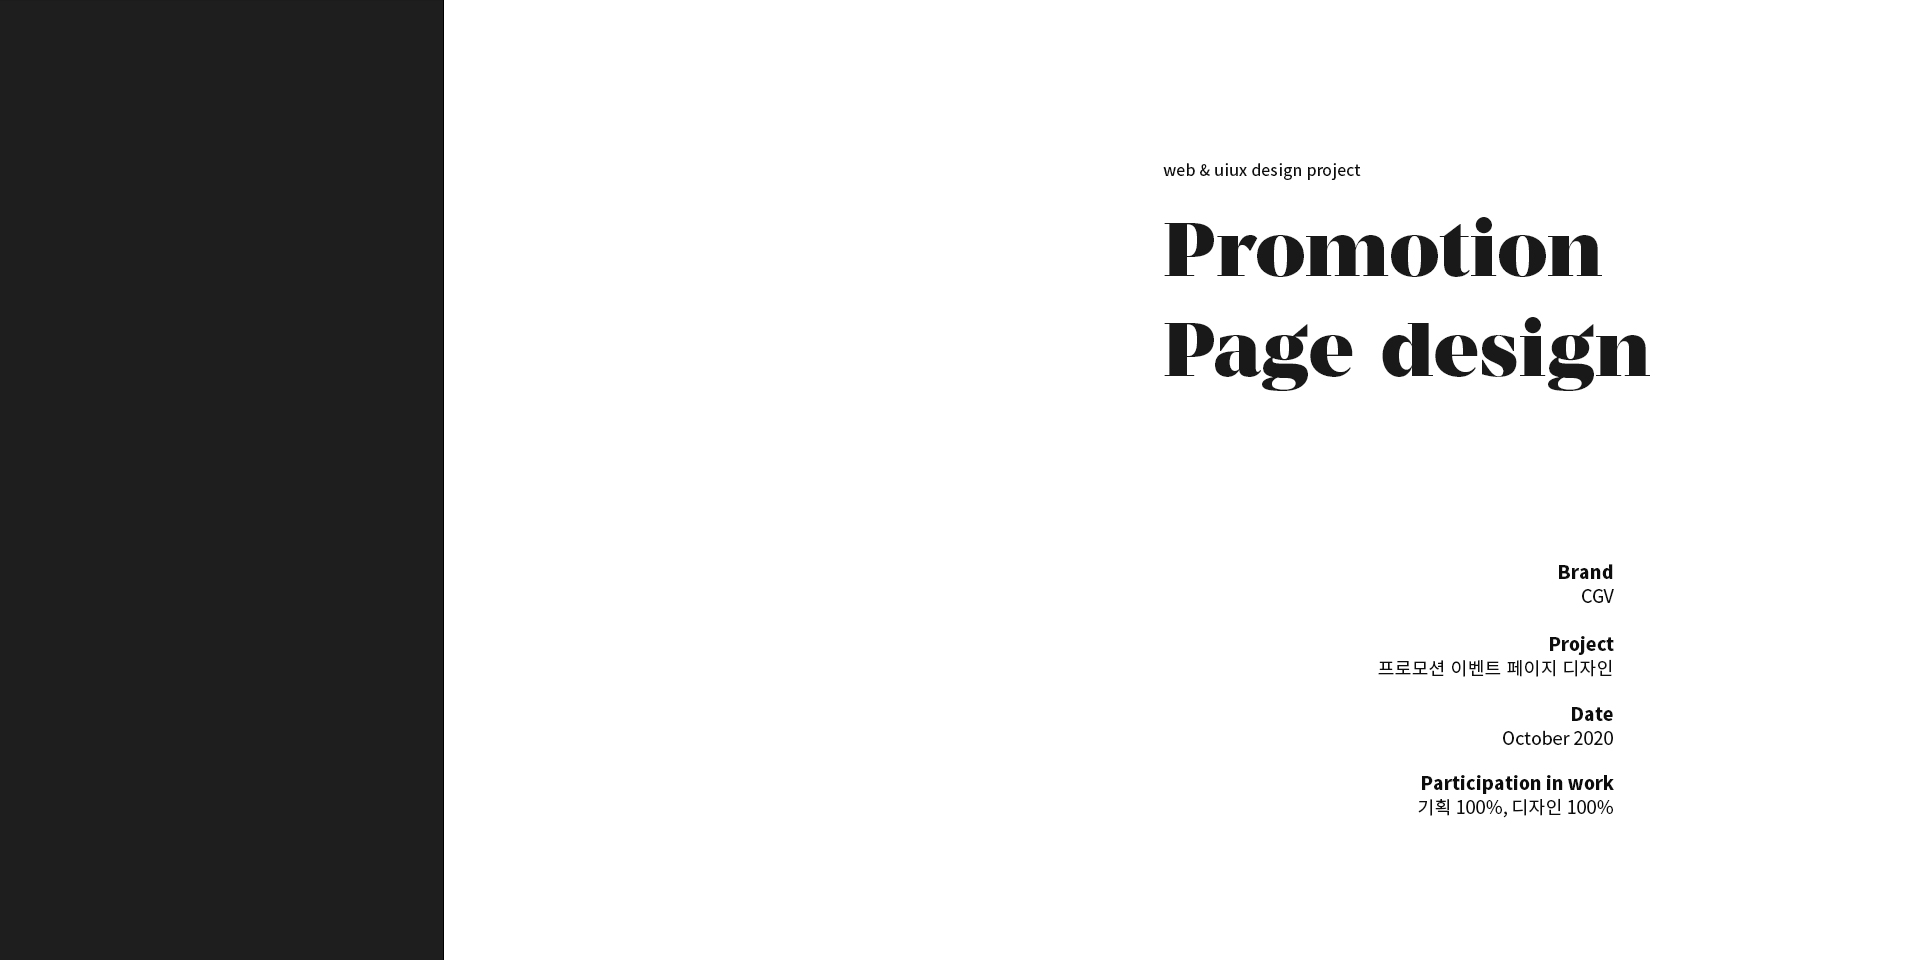 web & uiux design project
Promotion
Page design
Brand
CGV
Project
프로모션 이벤트 페이지 디자인
Date
October 2020
Participation in work
기획 100%, 디자인 100%